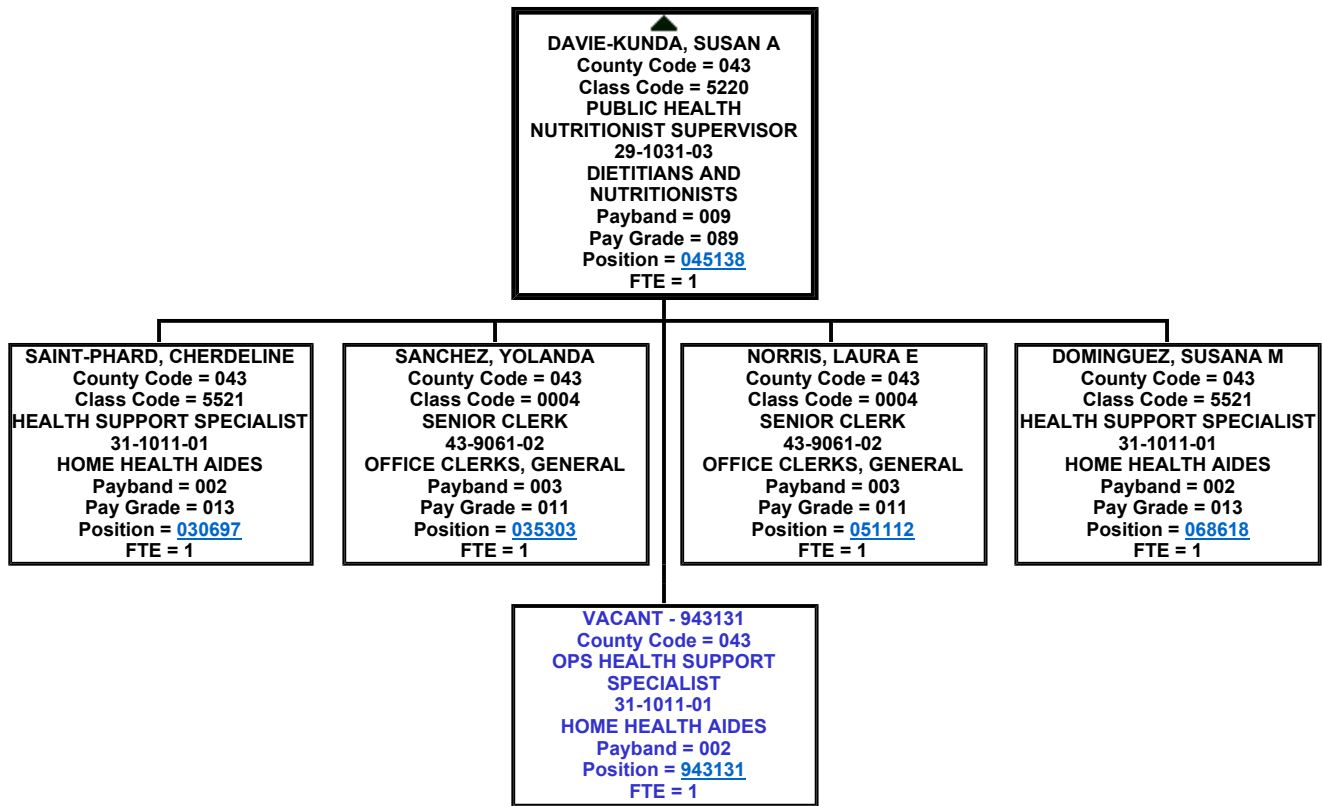 DAVIE-KUNDA, SUSAN A
County Code = 043
Class Code = 5220
PUBLIC HEALTH
NUTRITIONIST SUPERVISOR
29-1031-03
DIETITIANS AND
NUTRITIONISTS
Payband = 009
Pay Grade = 089
Position = 045138
FTE = 1
SAINT-PHARD, CHERDELINE
County Code = 043
Class Code = 5521
HEALTH SUPPORT SPECIALIST
31-1011-01
HOME HEALTH AIDES
Payband = 002
Pay Grade = 013
Position = 030697
FTE = 1
SANCHEZ, YOLANDA
County Code = 043
Class Code = 0004
SENIOR CLERK
43-9061-02
OFFICE CLERKS, GENERAL
Payband = 003
Pay Grade = 011
Position = 035303
FTE = 1
NORRIS, LAURA E
County Code = 043
Class Code = 0004
SENIOR CLERK
43-9061-02
OFFICE CLERKS, GENERAL
Payband = 003
Pay Grade = 011
Position = 051112
FTE = 1
DOMINGUEZ, SUSANA M
County Code = 043
Class Code = 5521
HEALTH SUPPORT SPECIALIST
31-1011-01
HOME HEALTH AIDES
Payband = 002
Pay Grade = 013
Position = 068618
FTE = 1
VACANT - 943131
County Code = 043
OPS HEALTH SUPPORT
SPECIALIST
31-1011-01
HOME HEALTH AIDES
Payband = 002
Position = 943131
FTE = 1